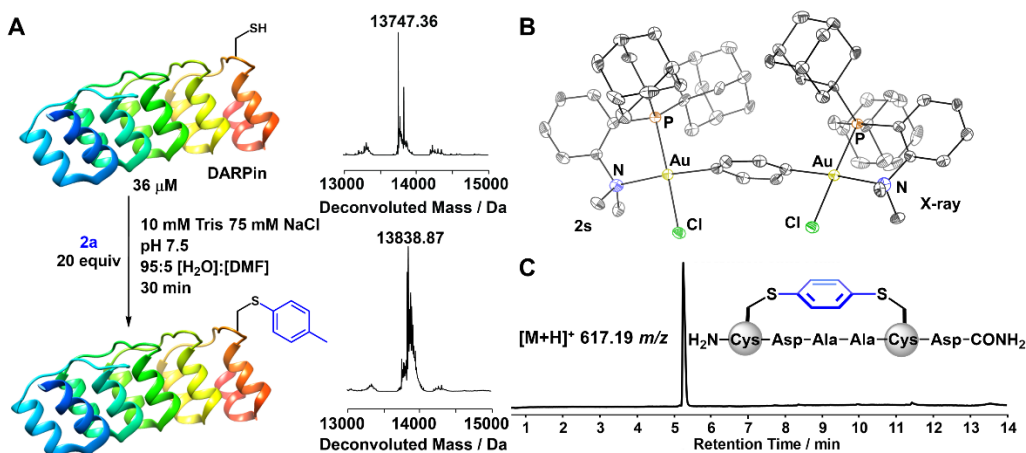 A
SH
DARPin
36 μM
2a
20 equiv
10 mM Tris 75 mM NaCl
pH 7.5
95:5 [H₂O]:[DMF]
30 min
S
13747.36
13000 14000 15000
Deconvoluted Mass / Da
13838.87
13000 14000 15000
Deconvoluted Mass / Da
B
P
P
Au
Au
N
N
Cl
Cl
2s
X-ray
C
S S
[M+H]⁺ 617.19 m/z
H₂N-Cys-Asp-Ala-Ala-Cys-Asp-CONH₂
1 2 3 4 5 6 7 8 9 10 11 12 13 14
Retention Time / min